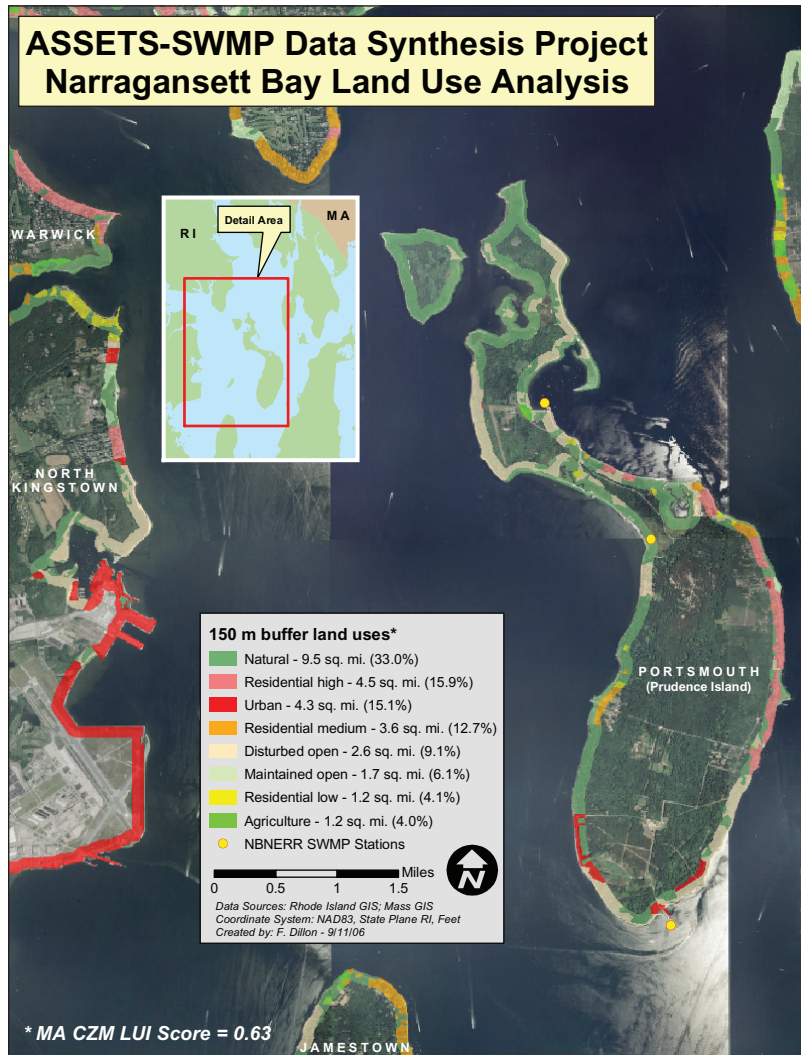 ASSETS-SWMP Data Synthesis Project
Narragansett Bay Land Use Analysis
WARWICK
RI
MA
Detail Area
NORTH
KINGSTOWN
PORTSMOUTH
(Prudence Island)
150 m buffer land uses*
Natural - 9.5 sq. mi. (33.0%)
Residential high - 4.5 sq. mi. (15.9%)
Urban - 4.3 sq. mi. (15.1%)
Residential medium - 3.6 sq. mi. (12.7%)
Disturbed open - 2.6 sq. mi. (9.1%)
Maintained open - 1.7 sq. mi. (6.1%)
Residential low - 1.2 sq. mi. (4.1%)
Agriculture - 1.2 sq. mi. (4.0%)
NBNERR SWMP Stations
Miles
0 0.5 1 1.5
N
Data Sources: Rhode Island GIS; Mass GIS
Coordinate System: NAD83, State Plane RI, Feet
Created by: F. Dillon - 9/11/06
* MA CZM LUI Score = 0.63
JAMESTOWN